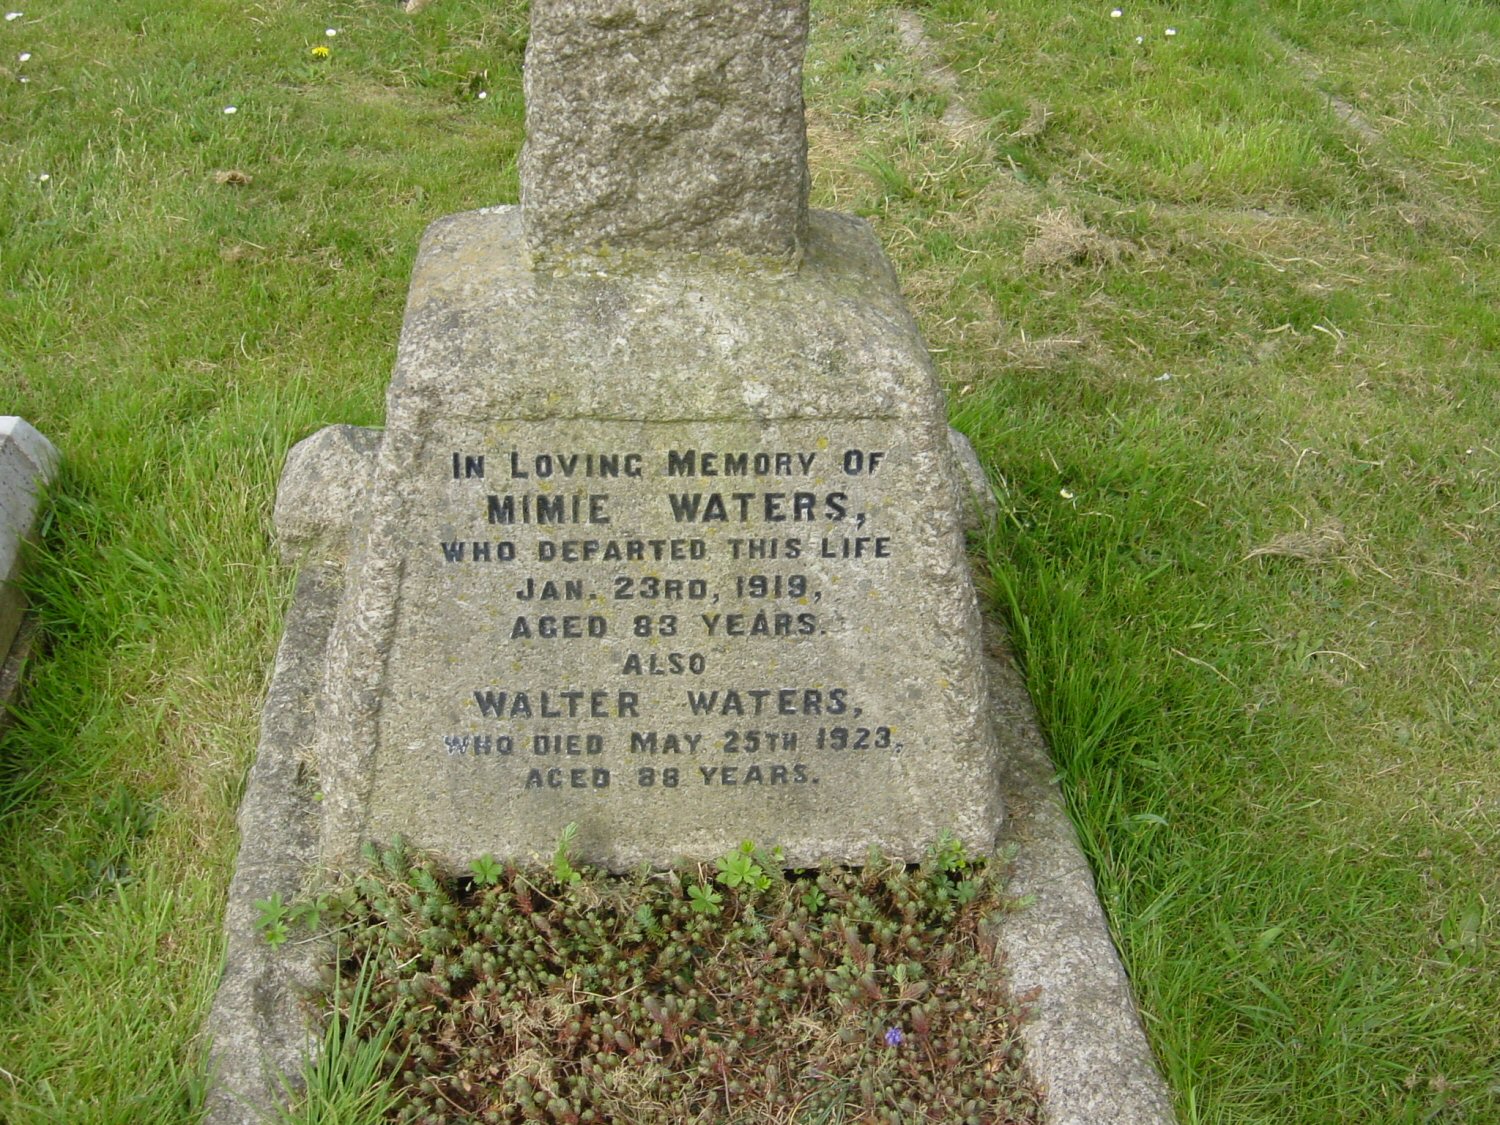 IN LOVING MEMORY OF
MIMIE WATERS,
WHO DEPARTED THIS LIFE
JAN. 23RD, 1919,
AGED 83 YEARS.
ALSO
WALTER WATERS,
WHO DIED MAY 25TH 1923,
AGED 88 YEARS.